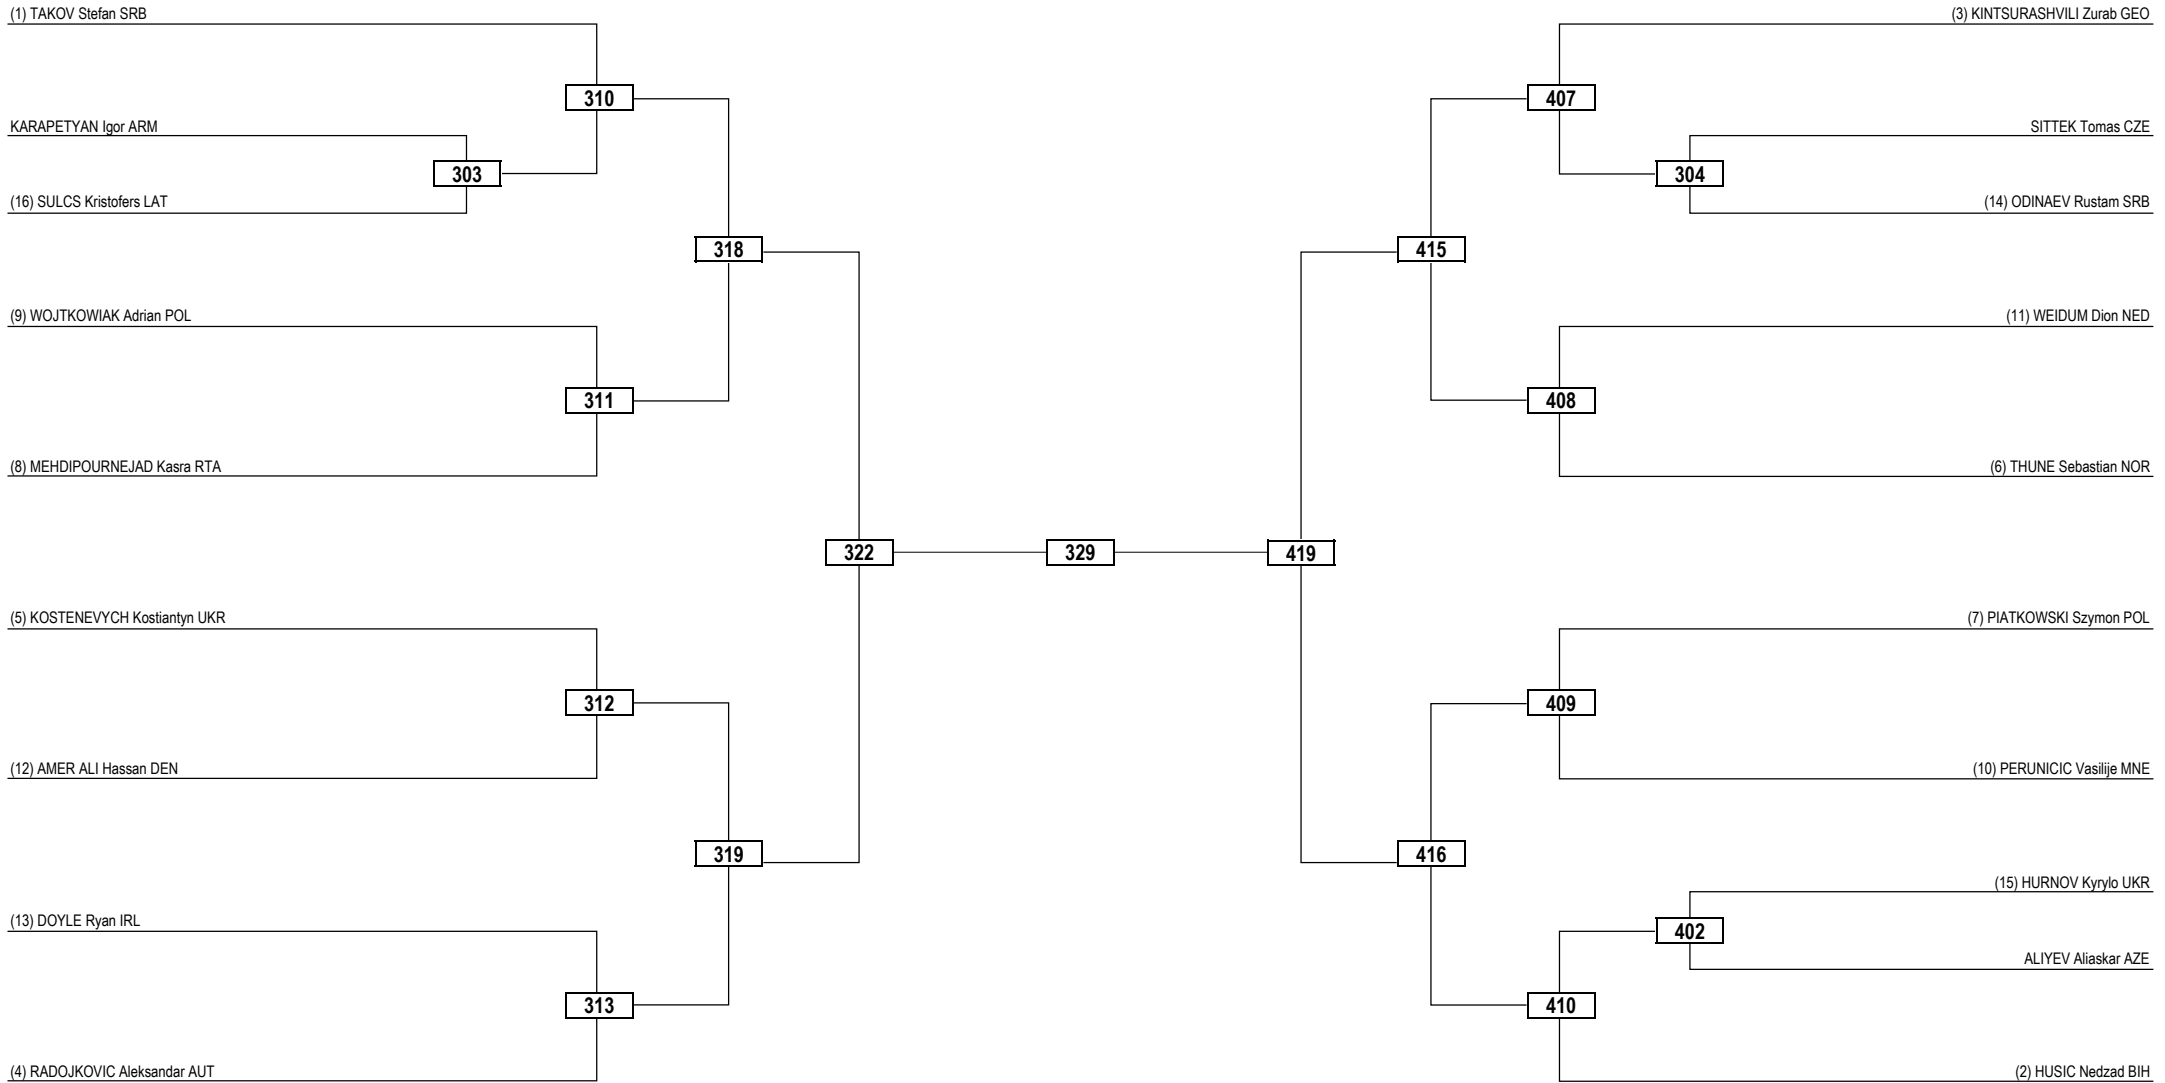 (1) TAKOV Stefan SRB
(3) KINTSURASHVILI Zurab GEO
310
407
KARAPETYAN Igor ARM
SITTEK Tomas CZE
303
304
(16) SULCS Kristofers LAT
(14) ODINAEV Rustam SRB
318
415
(9) WOJTKOWIAK Adrian POL
(11) WEIDUM Dion NED
311
408
(8) MEHDIPOURNEJAD Kasra RTA
(6) THUNE Sebastian NOR
322
329
419
(5) KOSTENEVYCH Kostiantyn UKR
(7) PIATKOWSKI Szymon POL
312
409
(12) AMER ALI Hassan DEN
(10) PERUNICIC Vasilije MNE
319
416
(15) HURNOV Kyrylo UKR
(13) DOYLE Ryan IRL
402
ALIYEV Aliaskar AZE
313
410
(4) RADOJKOVIC Aleksandar AUT
(2) HUSIC Nedzad BIH